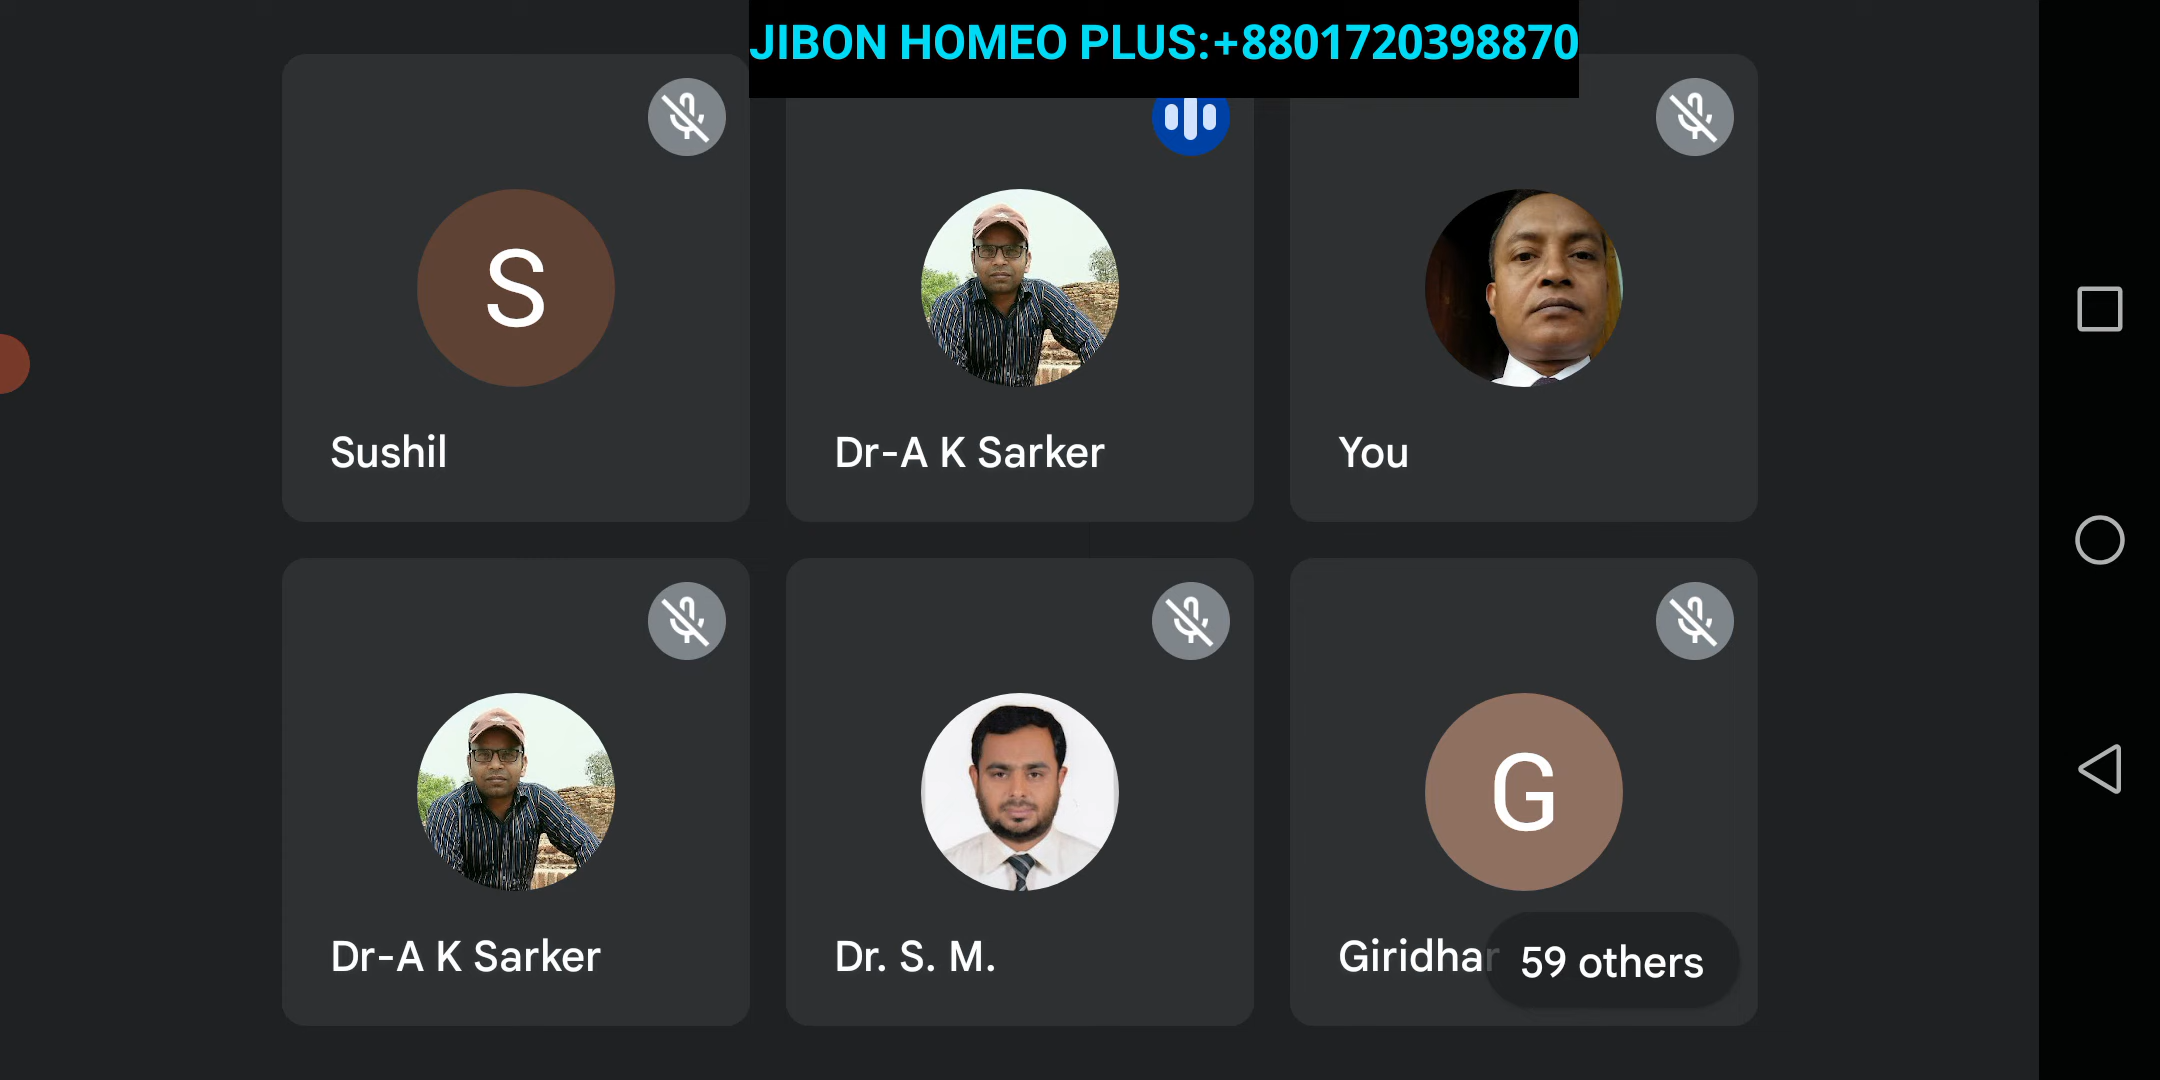 JIBON HOMEO PLUS:+8801720398870
S
Sushil
Dr-A K Sarker
You
Dr-A K Sarker
Dr. S. M.
G
Giridhar
59 others